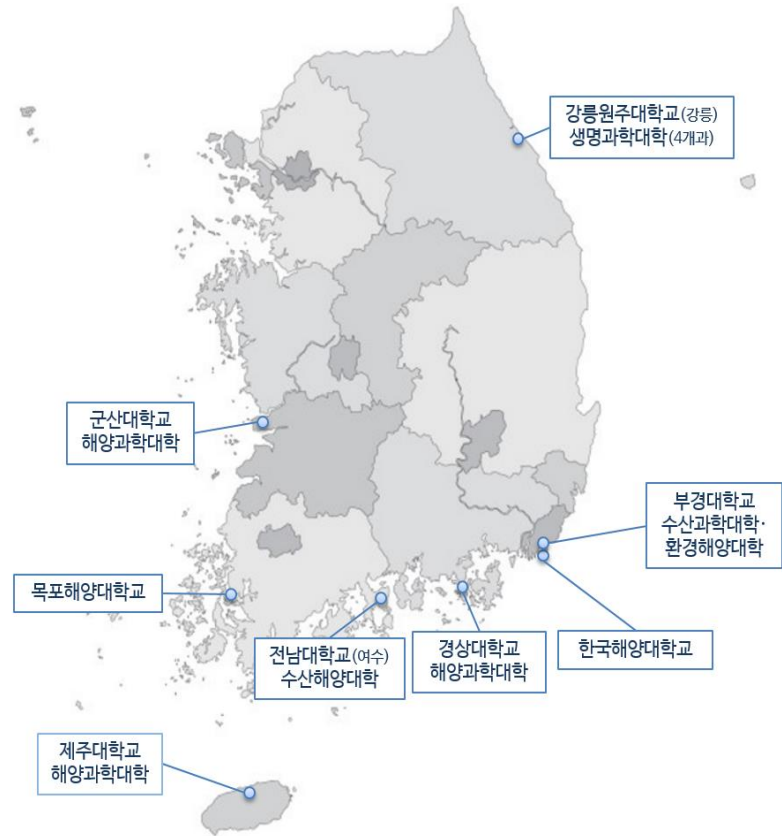 강릉원주대학교(강릉)
생명과학대학(4개과)
군산대학교
해양과학대학
부경대학교
수산과학대학·
환경해양대학
목포해양대학교
전남대학교(여수)
수산해양대학
경상대학교
해양과학대학
한국해양대학교
제주대학교
해양과학대학